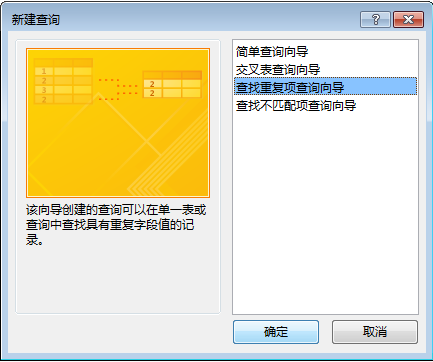 新建查询
?
1
2
3
2
2
2
简单查询向导
交叉表查询向导
查找重复项查询向导
查找不匹配项查询向导
该向导创建的查询可以在单一表或
查询中查找具有重复字段值的记
录。
确定
取消